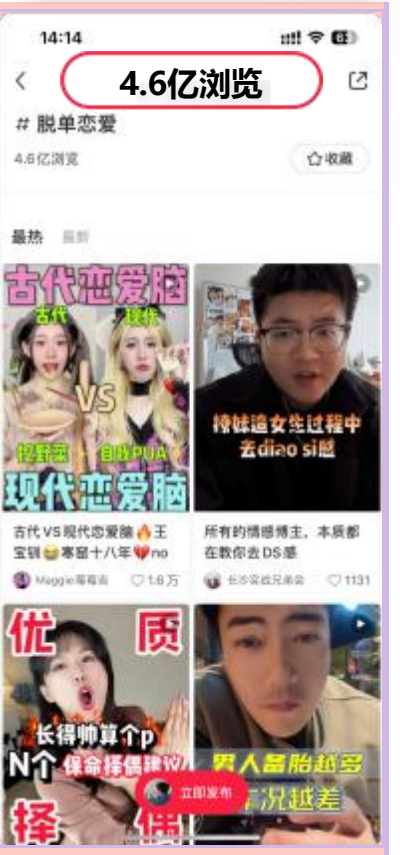 14:14
4.6亿浏览
# 脱单恋爱
4.6亿浏览
收藏
最热 最新
古代恋爱脑
古代 现代
VS
挖野菜 自我PUA
现代恋爱脑
撩妹追女生过程中
去diao si感
古代VS现代恋爱脑🔥王
宝钏😂寒窑十八年💔no
1.6万
所有的情感博主，本质都
在教你去DS感
长沙实战兄弟会 1131
优 质
长得帅算个p
N个 保命择偶建议
择 偶
男人备胎越多
况越差
立即发布